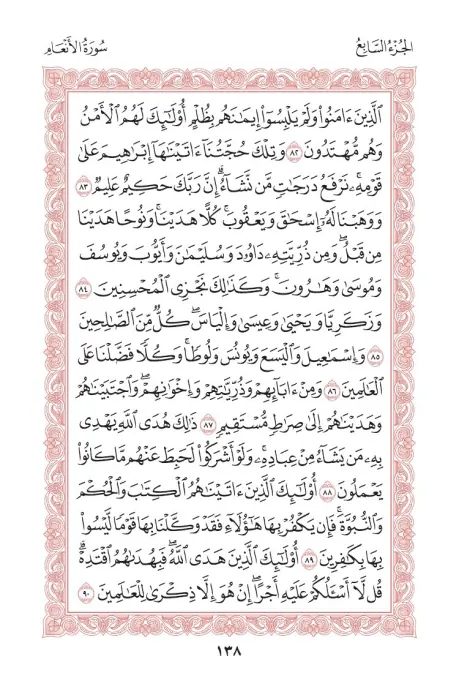 الجزء السابع
سورة الأنعام
الَّذِينَ ءَامَنُوا۟ وَلَمْ يَلْبِسُوٓا۟ إِيمَٰنَهُم بِظُلْمٍ أُو۟لَٰٓئِكَ لَهُمُ ٱلْأَمْنُ
وَهُم مُّهْتَدُونَ ٨٢ وَتِلْكَ حُجَّتُنَآ ءَاتَيْنَٰهَآ إِبْرَٰهِيمَ عَلَىٰ
قَوْمِهِۦ نَرْفَعُ دَرَجَٰتٍ مَّن نَّشَآءُ إِنَّ رَبَّكَ حَكِيمٌ عَلِيمٌ ٨٣
وَوَهَبْنَا لَهُۥٓ إِسْحَٰقَ وَيَعْقُوبَ كُلًّا هَدَيْنَا وَنُوحًا هَدَيْنَا
مِن قَبْلُ وَمِن ذُرِّيَّتِهِۦ دَاوُۥدَ وَسُلَيْمَٰنَ وَأَيُّوبَ وَيُوسُفَ
وَمُوسَىٰ وَهَٰرُونَ وَكَذَٰلِكَ نَجْزِى ٱلْمُحْسِنِينَ ٨٤
وَزَكَرِيَّا وَيَحْيَىٰ وَعِيسَىٰ وَإِلْيَاسَ كُلٌّ مِّنَ ٱلصَّٰلِحِينَ
٨٥ وَإِسْمَٰعِيلَ وَٱلْيَسَعَ وَيُونُسَ وَلُوطًا وَكُلًّا فَضَّلْنَا عَلَى
ٱلْعَٰلَمِينَ ٨٦ وَمِنْ ءَابَآئِهِمْ وَذُرِّيَّٰتِهِمْ وَإِخْوَٰنِهِمْ وَٱجْتَبَيْنَٰهُمْ
وَهَدَيْنَٰهُمْ إِلَىٰ صِرَٰطٍ مُّسْتَقِيمٍ ٨٧ ذَٰلِكَ هُدَى ٱللَّهِ يَهْدِى
بِهِۦ مَن يَشَآءُ مِنْ عِبَادِهِۦ وَلَوْ أَشْرَكُوا۟ لَحَبِطَ عَنْهُم مَّا كَانُوا۟
يَعْمَلُونَ ٨٨ أُو۟لَٰٓئِكَ ٱلَّذِينَ ءَاتَيْنَٰهُمُ ٱلْكِتَٰبَ وَٱلْحُكْمَ
وَٱلنُّبُوَّةَ فَإِن يَكْفُرْ بِهَا هَٰٓؤُلَآءِ فَقَدْ وَكَّلْنَا بِهَا قَوْمًا لَّيْسُوا۟
بِهَا بِكَٰفِرِينَ ٨٩ أُو۟لَٰٓئِكَ ٱلَّذِينَ هَدَى ٱللَّهُ فَبِهُدَىٰهُمُ ٱقْتَدِهْ
قُل لَّآ أَسْـَٔلُكُمْ عَلَيْهِ أَجْرًا إِنْ هُوَ إِلَّا ذِكْرَىٰ لِلْعَٰلَمِينَ ٩٠
١٣٨